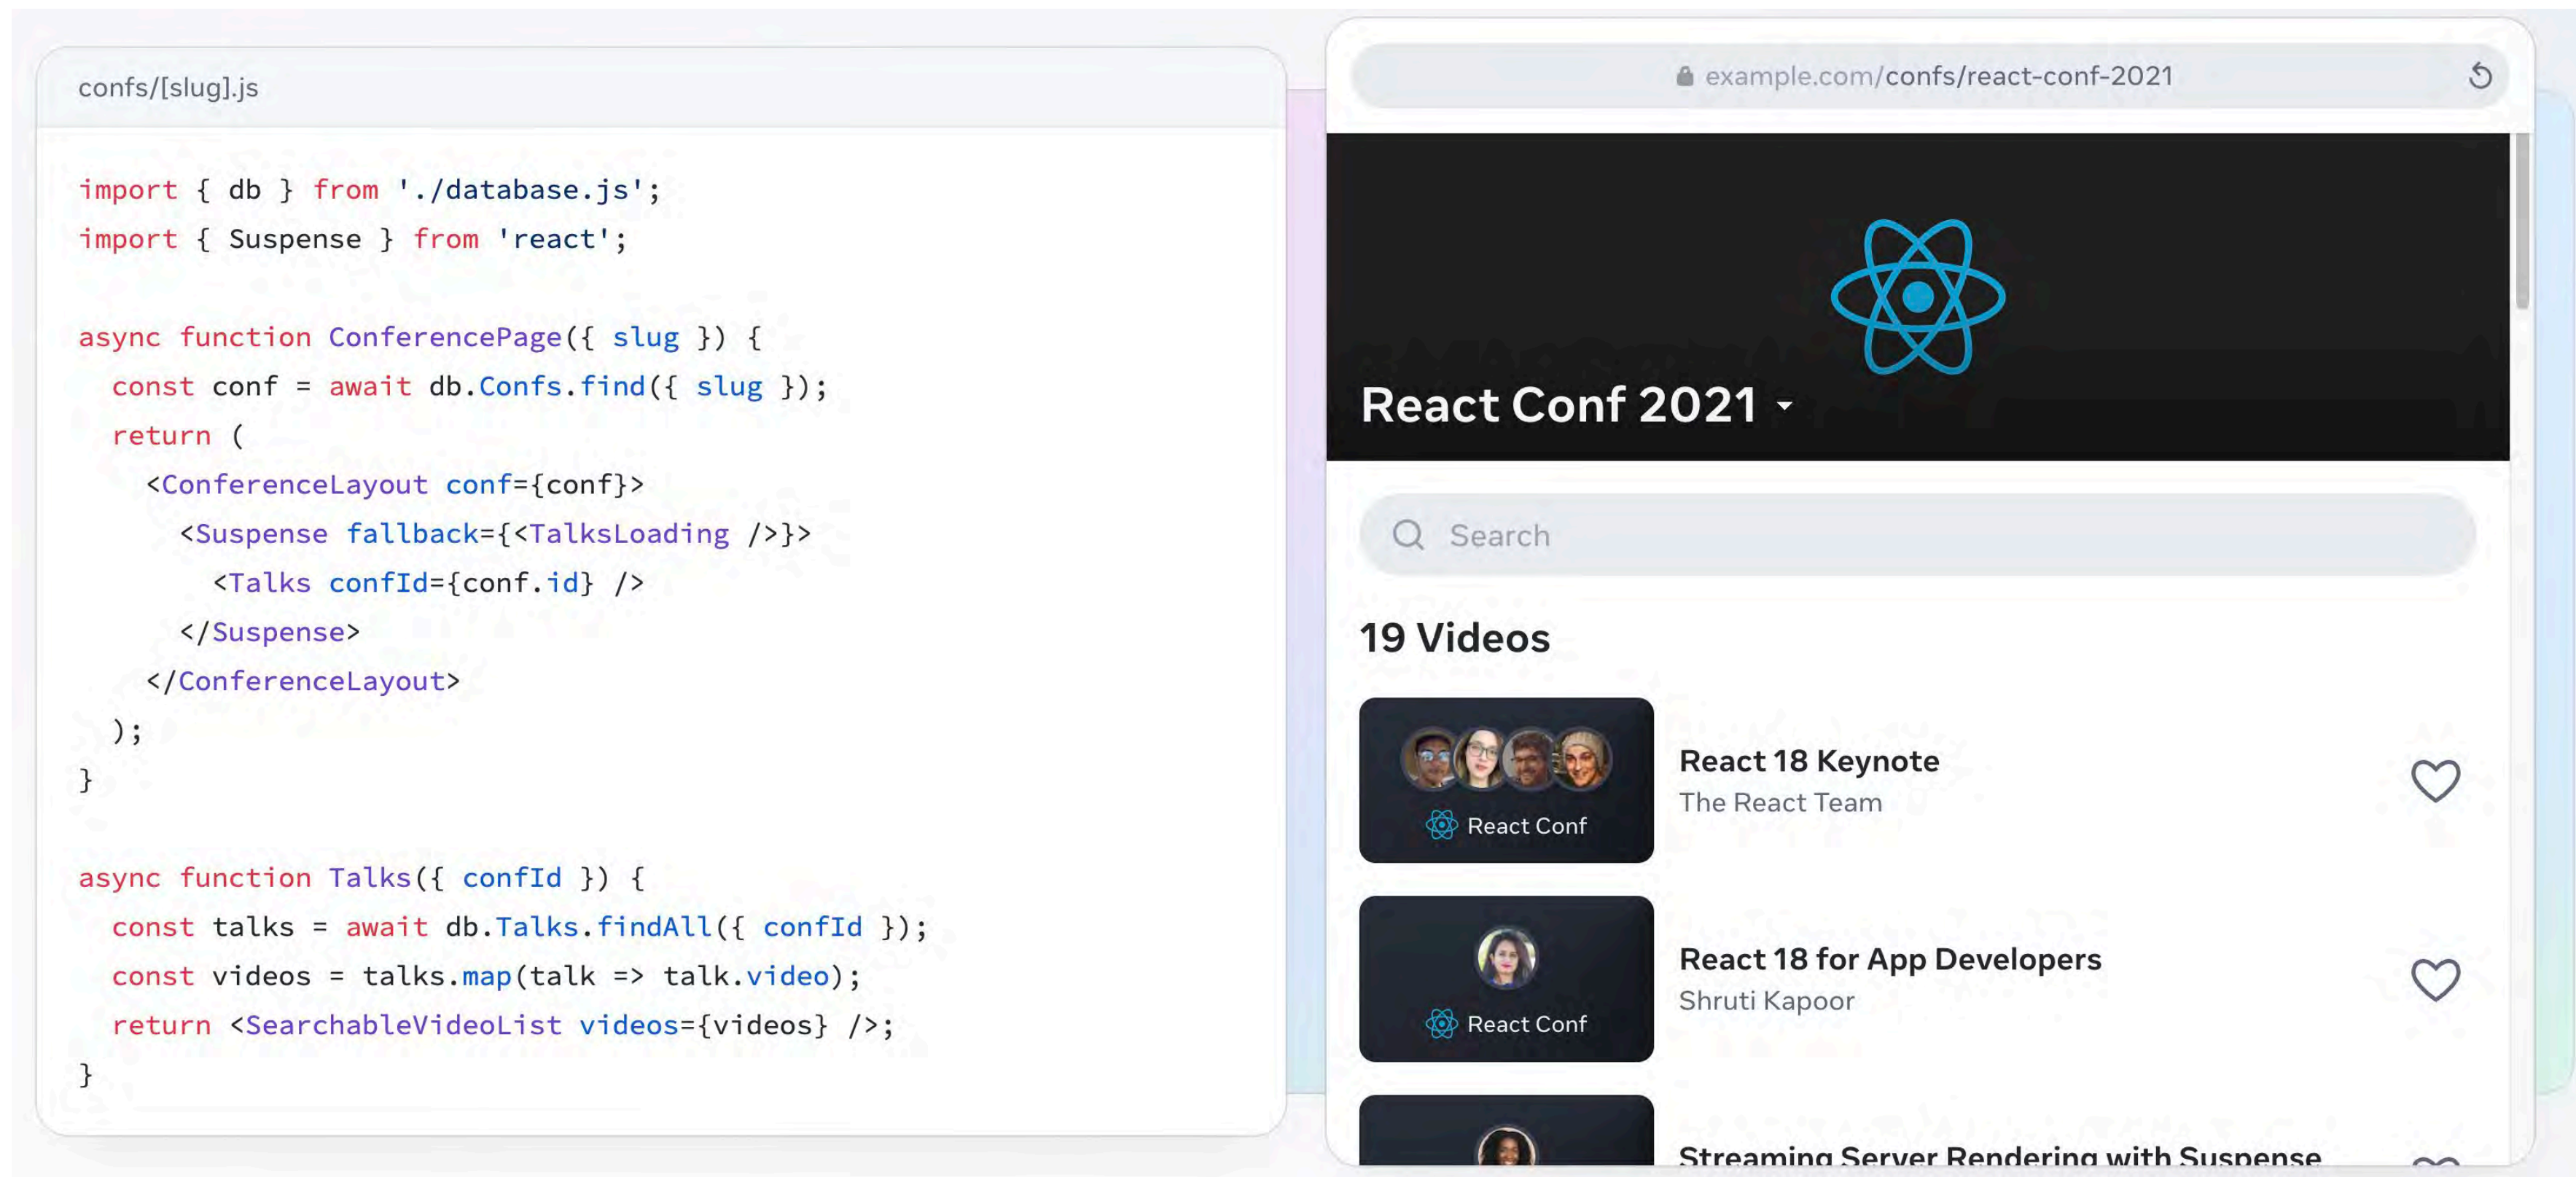 confs/[slug].js
import { db } from './database.js';
import { Suspense } from 'react';
async function ConferencePage({ slug }) {
  const conf = await db.Confs.find({ slug });
  return (
    <ConferenceLayout conf={conf}>
      <Suspense fallback={<TalksLoading />}>
        <Talks confId={conf.id} />
      </Suspense>
    </ConferenceLayout>
  );
}
async function Talks({ confId }) {
  const talks = await db.Talks.findAll({ confId });
  const videos = talks.map(talk => talk.video);
  return <SearchableVideoList videos={videos} />;
}
example.com/confs/react-conf-2021
React Conf 2021
Search
19 Videos
React Conf
React 18 Keynote
The React Team
React Conf
React 18 for App Developers
Shruti Kapoor
Streaming Server Rendering with Suspense